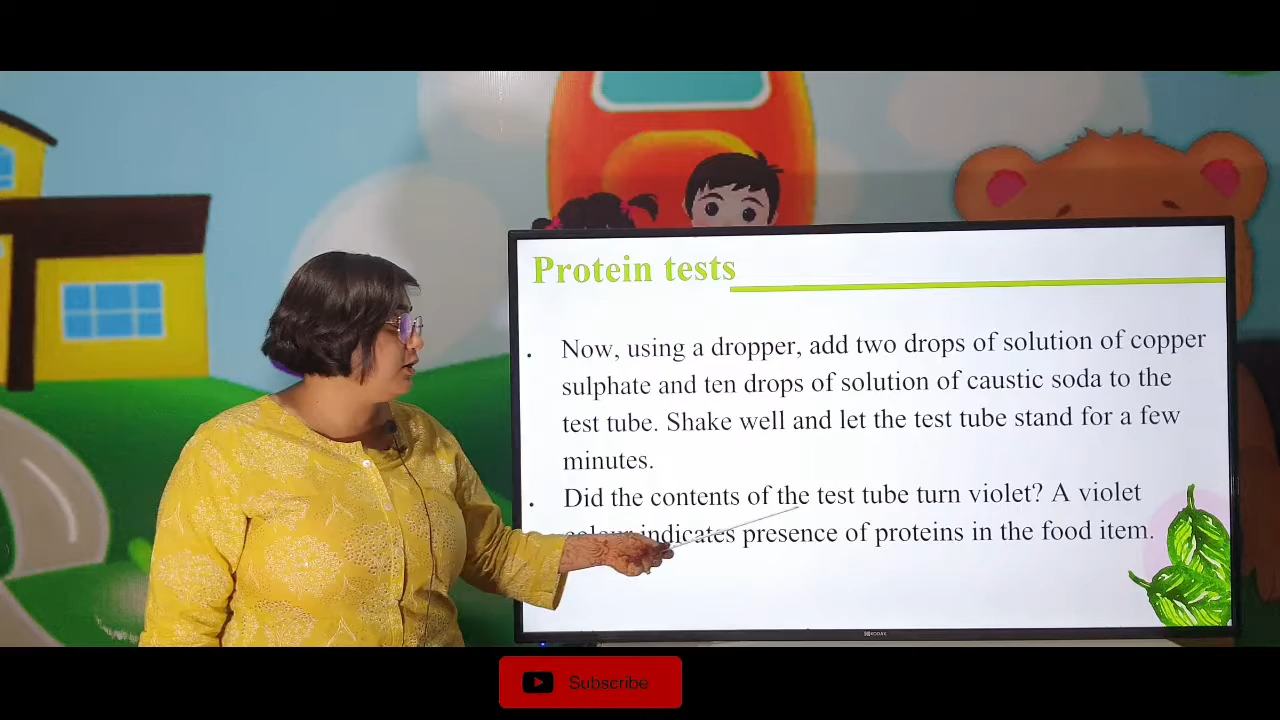 Protein tests
. Now, using a dropper, add two drops of solution of copper
sulphate and ten drops of solution of caustic soda to the
test tube. Shake well and let the test tube stand for a few
minutes.
. Did the contents of the test tube turn violet? A violet
colour indicates presence of proteins in the food item.
KODAK
Subscribe